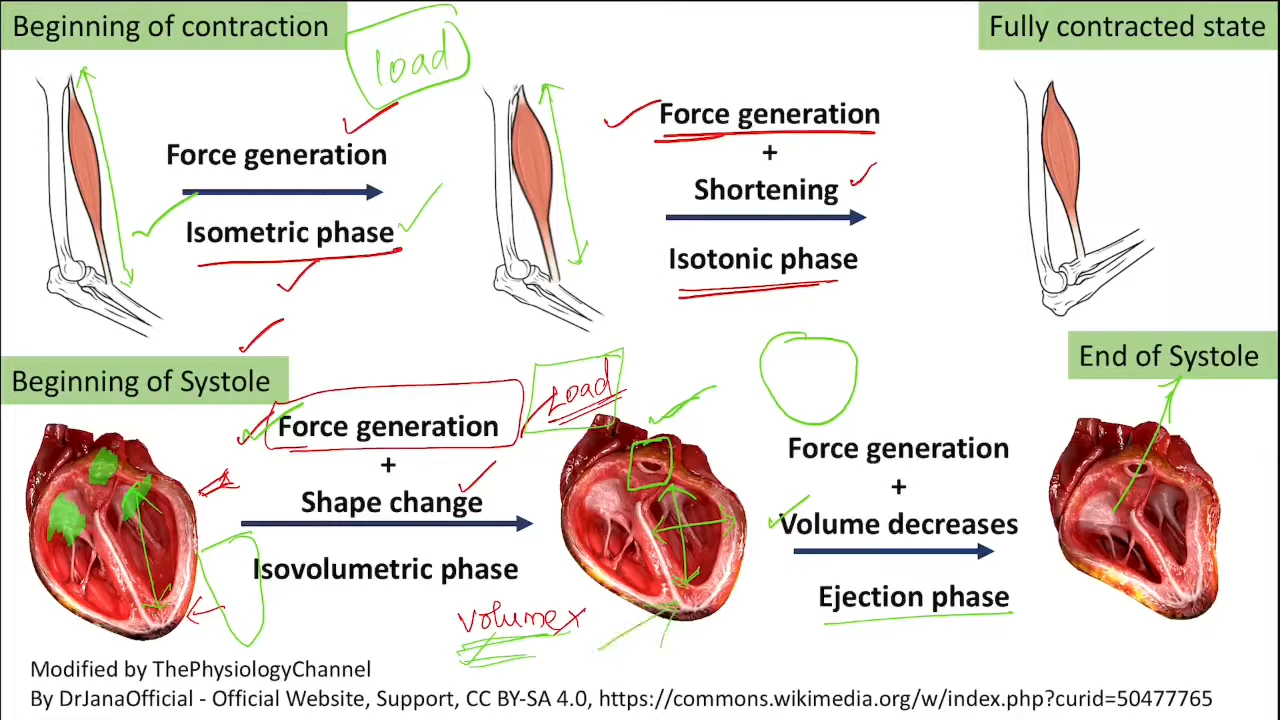 Beginning of contraction
Fully contracted state
load
Force generation
Isometric phase
Force generation
+
Shortening
Isotonic phase
Beginning of Systole
End of Systole
Load
Force generation
+
Shape change
Isovolumetric phase
volume x
Force generation
+
Volume decreases
Ejection phase
Modified by ThePhysiologyChannel
By DrJanaOfficial - Official Website, Support, CC BY-SA 4.0, https://commons.wikimedia.org/w/index.php?curid=50477765